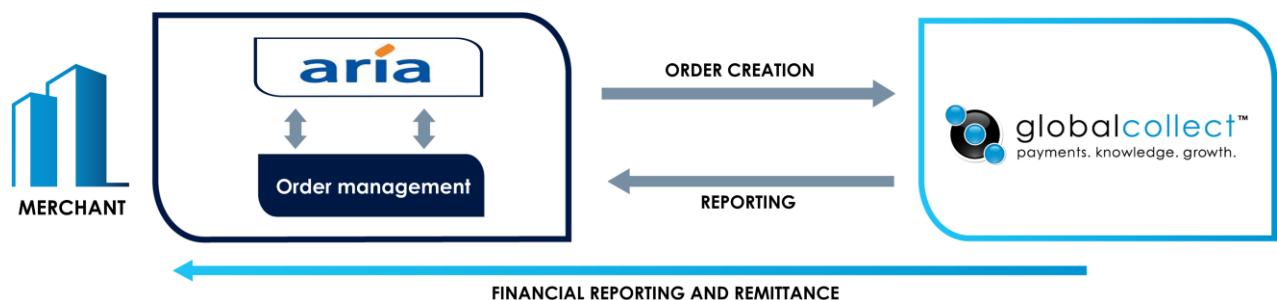 aria
ORDER CREATION
globalcollect™
payments. knowledge. growth.
Order management
MERCHANT
REPORTING
FINANCIAL REPORTING AND REMITTANCE